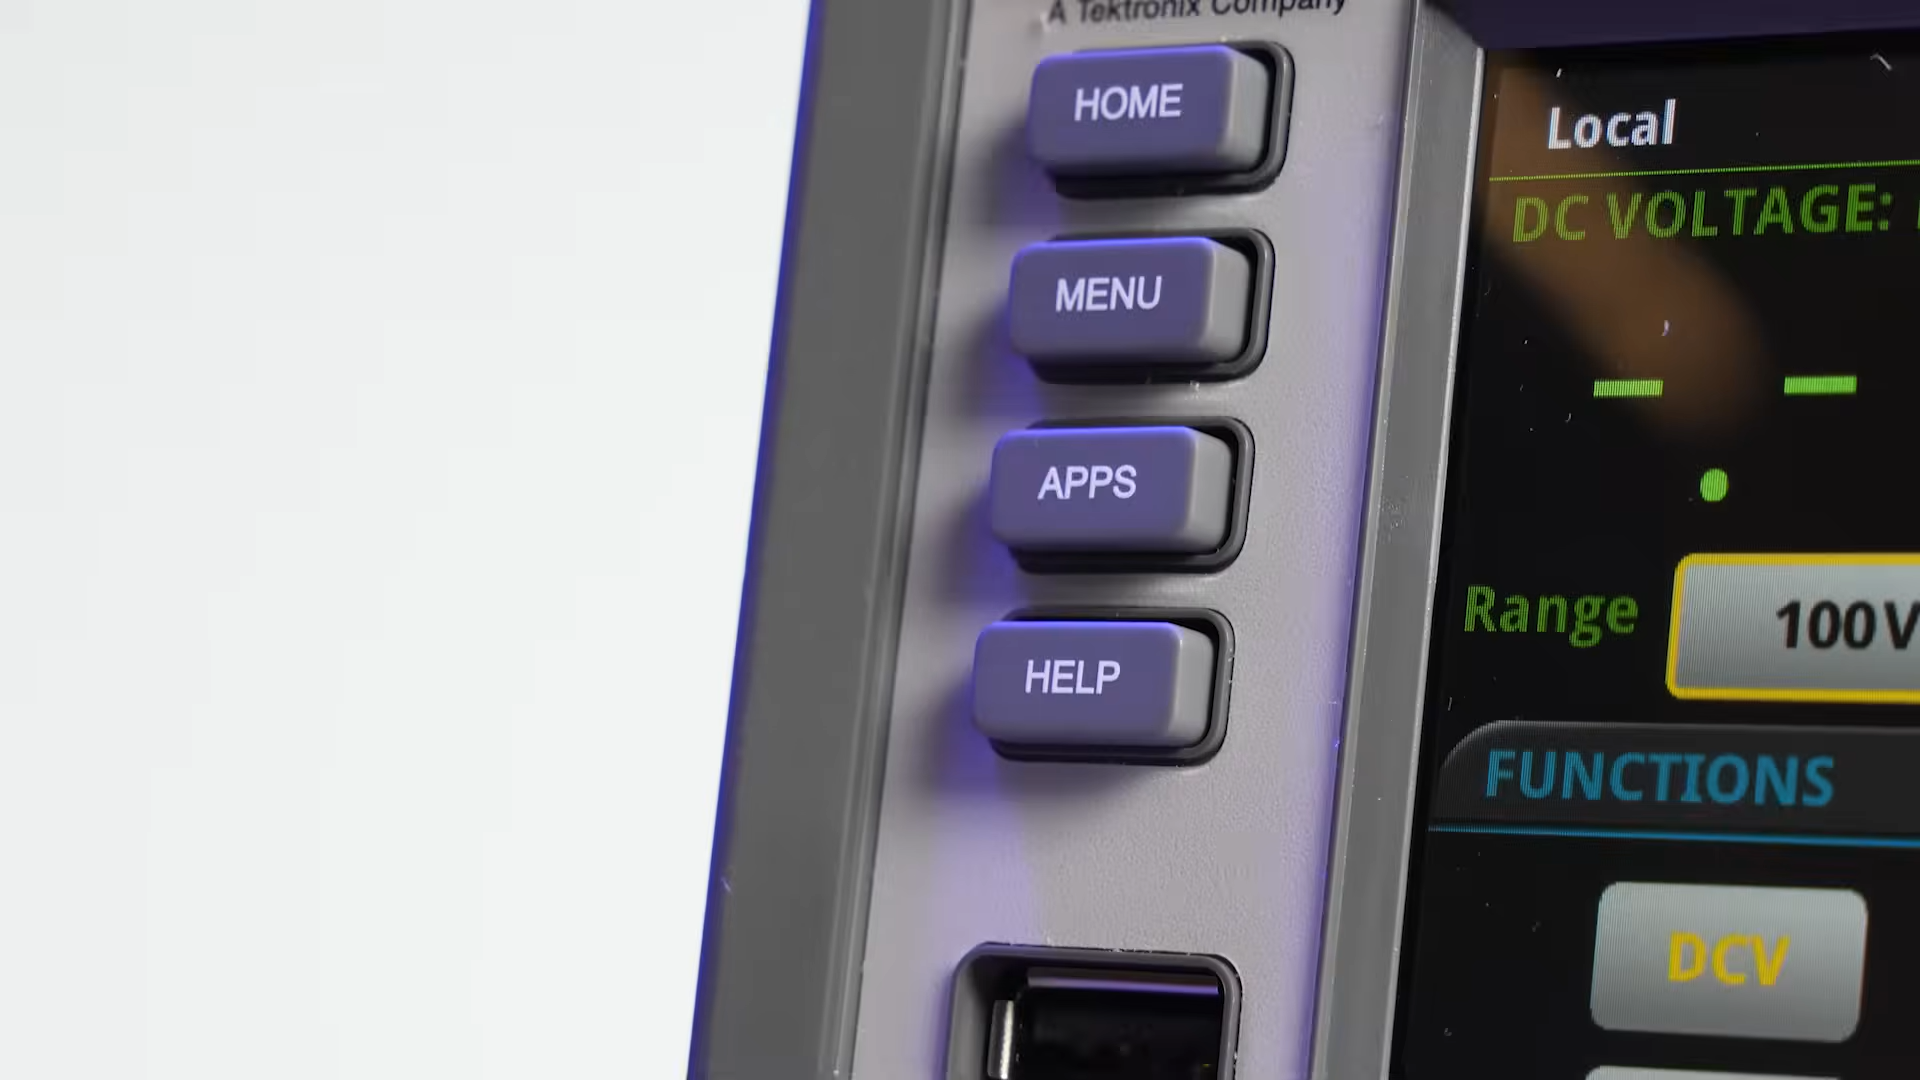 A Tektronix Company
HOME
MENU
APPS
HELP
Local
DC VOLTAGE:
Range
100V
FUNCTIONS
DCV